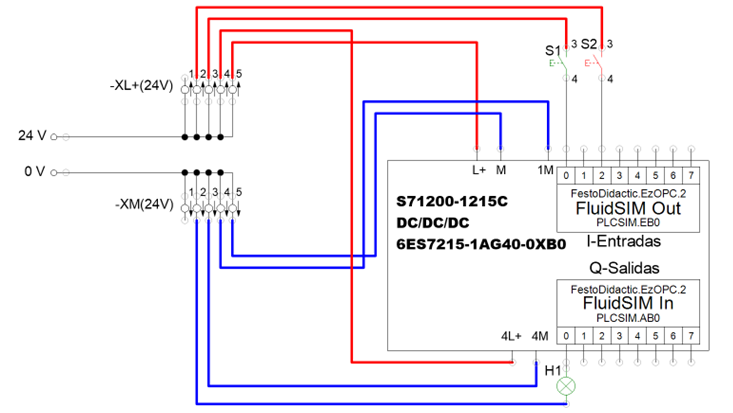 S1
3
S2
3
4
4
-XL+(24V)
1 2 3 4 5
24 V
0 V
-XM(24V)
1 2 3 4 5
L+ M 1M
0 1 2 3 4 5 6 7
S71200-1215C
DC/DC/DC
6ES7215-1AG40-0XB0
FestoDidactic.EzOPC.2
FluidSIM Out
PLCSIM.EB0
I-Entradas
Q-Salidas
FestoDidactic.EzOPC.2
FluidSIM In
PLCSIM.AB0
4L+ 4M
0 1 2 3 4 5 6 7
H1